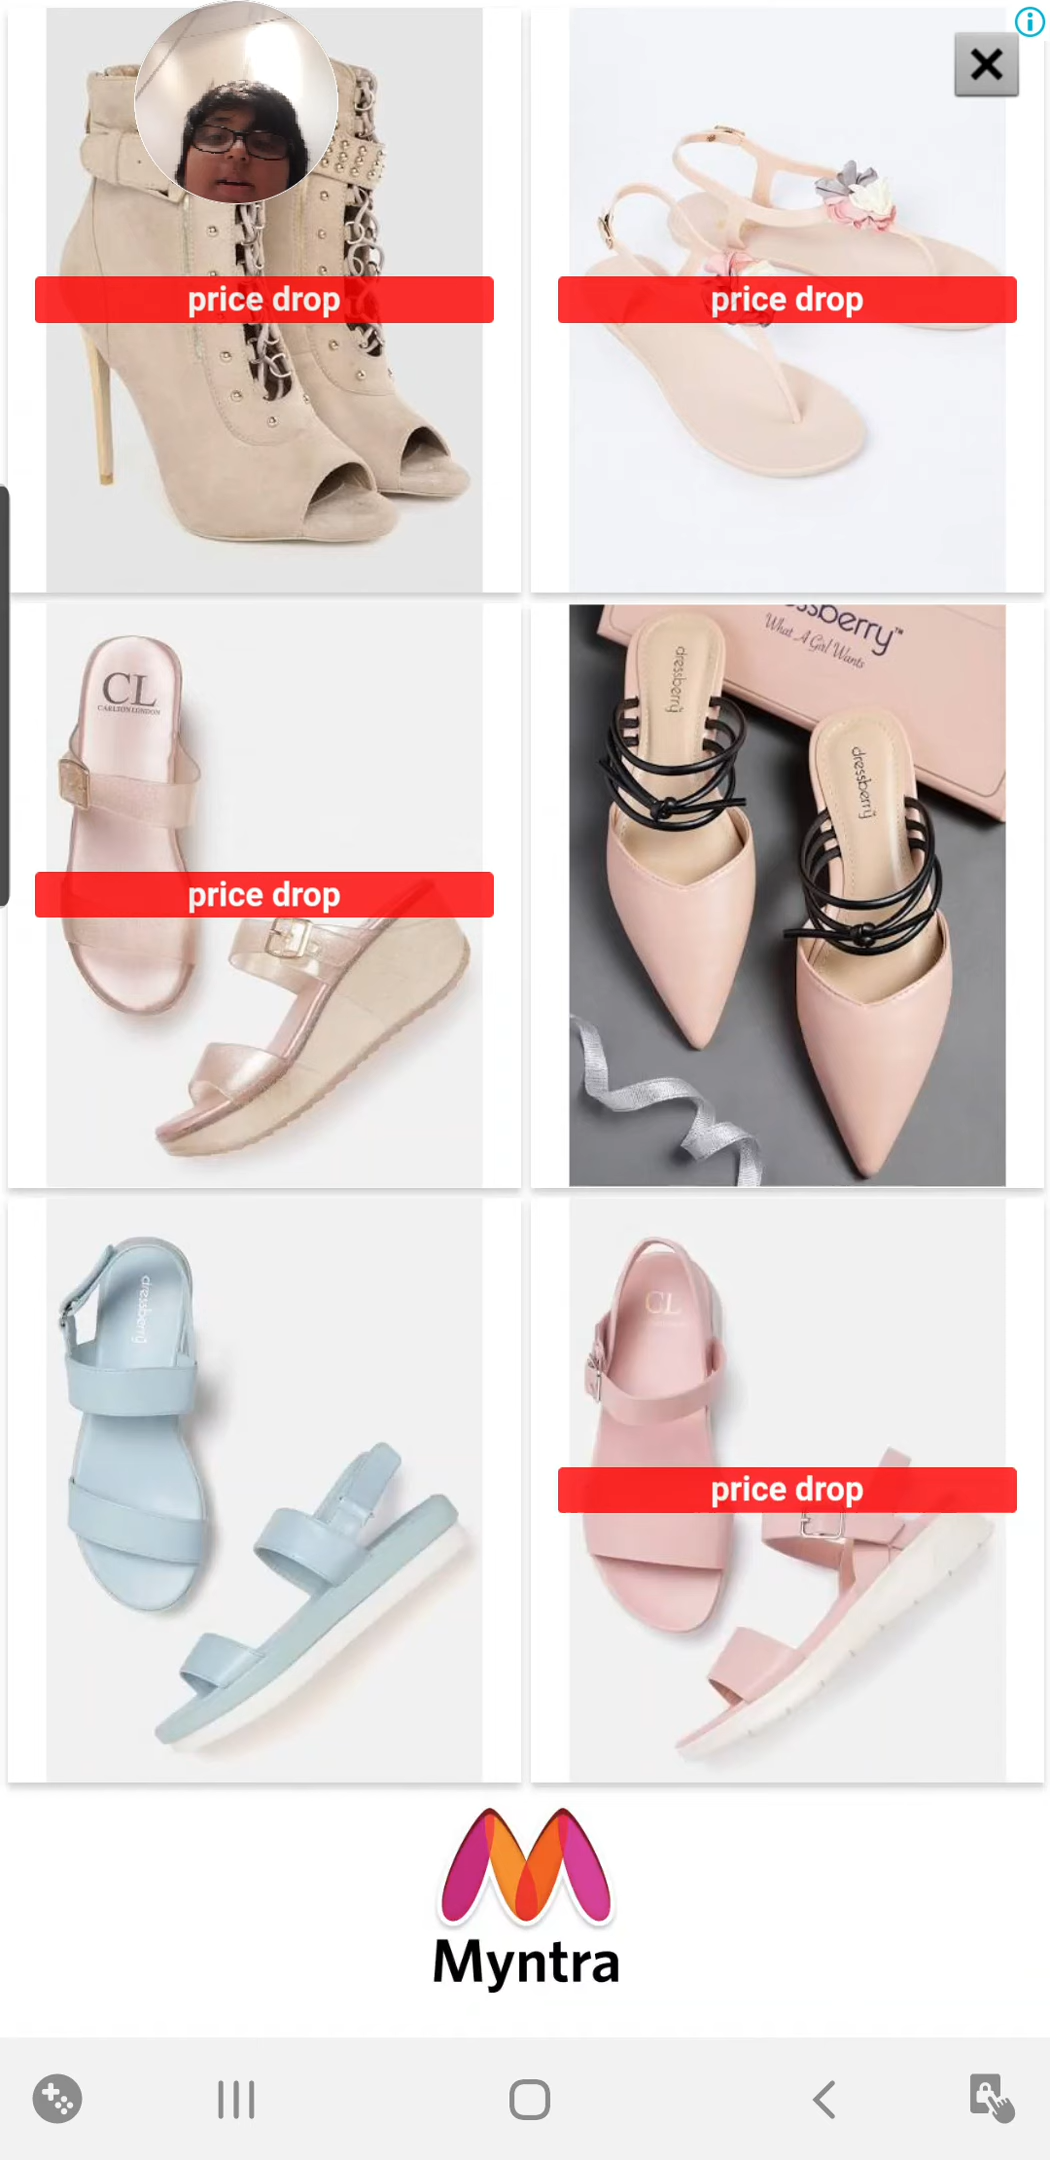 price drop
price drop
CL
CARLTON LONDON
price drop
ssberry™
What A Girl Wants
dressberry
dressberry
dressberry
CL
price drop
Myntra